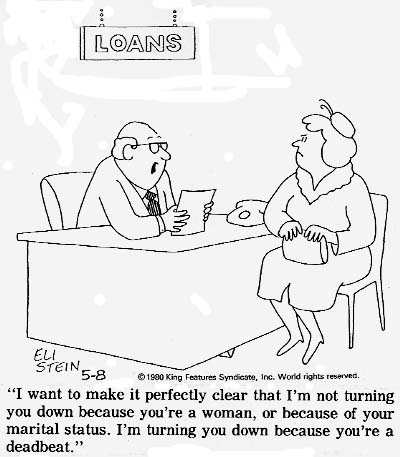 LOANS
ELI
STEIN
5-8
© 1980 King Features Syndicate, Inc. World rights reserved.
"I want to make it perfectly clear that I'm not turning
you down because you're a woman, or because of your
marital status. I'm turning you down because you're a
deadbeat."